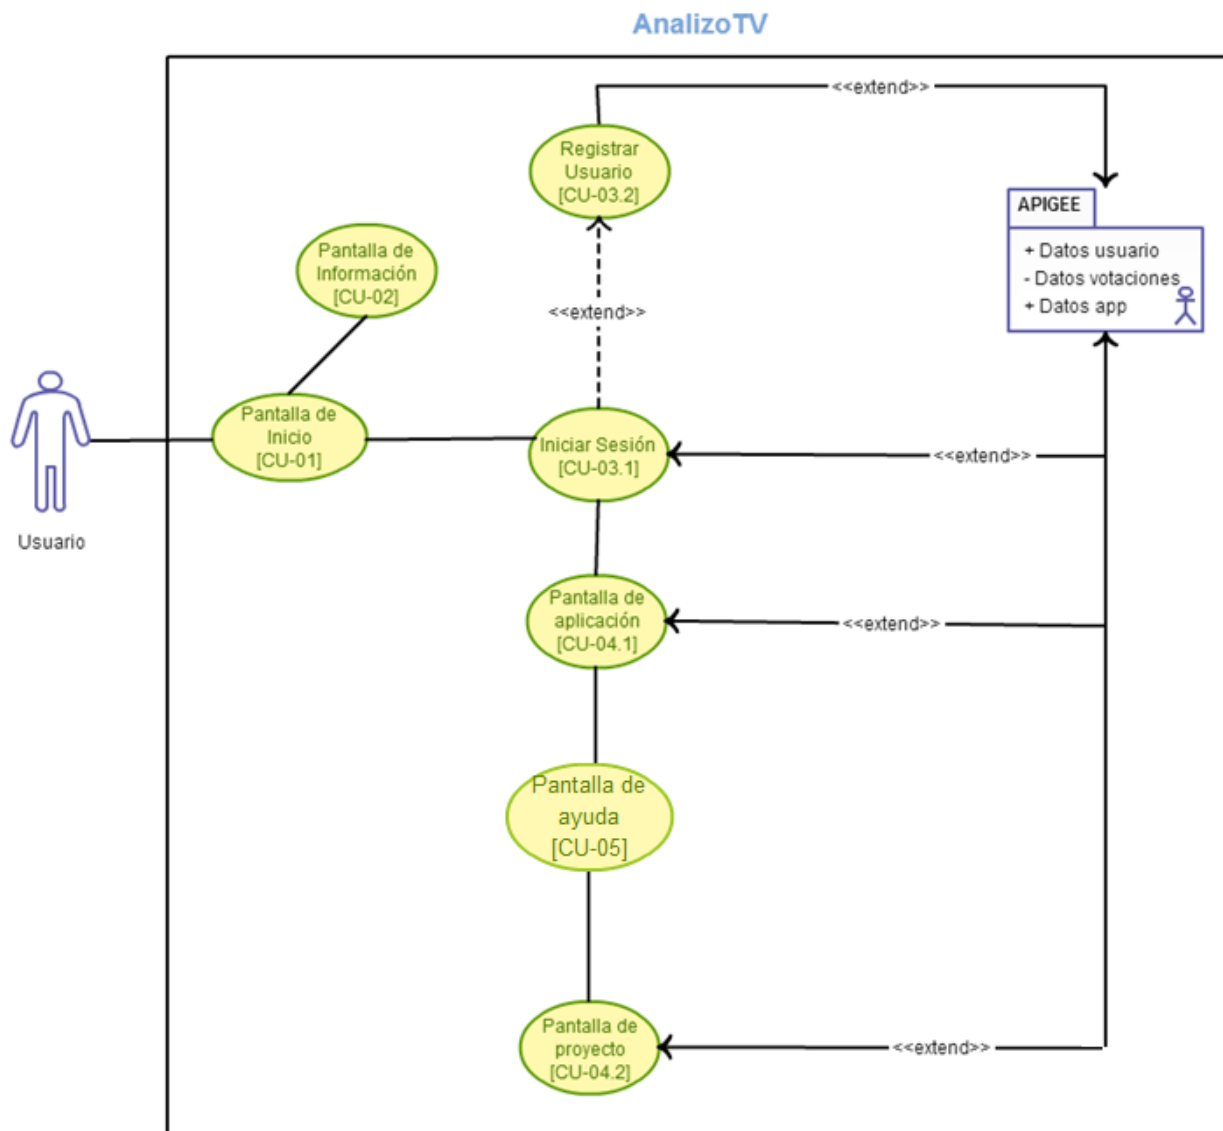 AnalizoTV
<<extend>>
Registrar
Usuario
[CU-03.2]
APIGEE
+ Datos usuario
- Datos votaciones
+ Datos app
Pantalla de
Información
[CU-02]
<<extend>>
Pantalla de
Inicio
[CU-01]
Iniciar Sesión
[CU-03.1]
<<extend>>
Usuario
Pantalla de
aplicación
[CU-04.1]
<<extend>>
Pantalla de
ayuda
[CU-05]
Pantalla de
proyecto
[CU-04.2]
<<extend>>